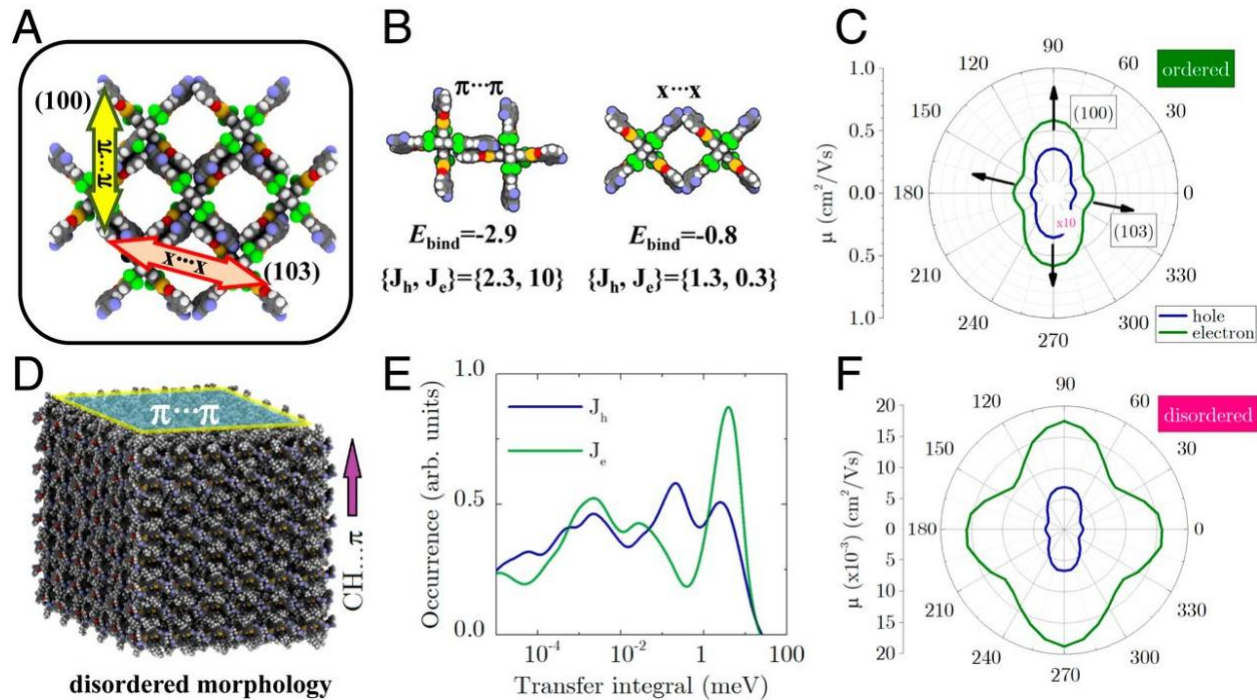 A
(100)
π···π
x···x
(103)
B
π···π
x···x
E_bind=-2.9
E_bind=-0.8
{J_h, J_e}={2.3, 10}
{J_h, J_e}={1.3, 0.3}
C
ordered
μ (cm²/Vs)
1.0
0.5
0.0
0.5
1.0
90
60
30
0
330
300
270
240
210
180
150
120
(100)
(103)
x10
hole
electron
D
π···π
CH...π
disordered morphology
E
Occurrence (arb. units)
1.0
0.5
0.0
J_h
J_e
10⁻⁴
10⁻²
1
100
Transfer integral (meV)
F
disordered
μ (x10⁻³) (cm²/Vs)
20
15
10
5
0
5
10
15
20
90
60
30
0
330
300
270
240
210
180
150
120